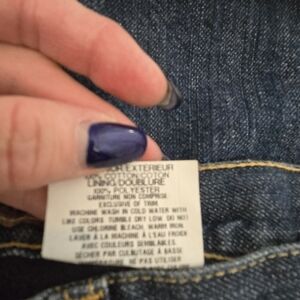 EXTERIEUR
100% COTTON/COTON
LINING/DOUBLURE
100% POLYESTER
GARNITURE NON COMPRISE
EXCLUSIVE OF TRIM
MACHINE WASH IN COLD WATER WITH
LIKE COLORS. TUMBLE DRY LOW. DO NOT
USE CHLORINE BLEACH. WARM IRON.
LAVER À LA MACHINE À L'EAU FROIDE
AVEC COULEURS SEMBLABLES.
SÉCHER PAR CULBUTAGE À BASSE
NE PAS UTILISER